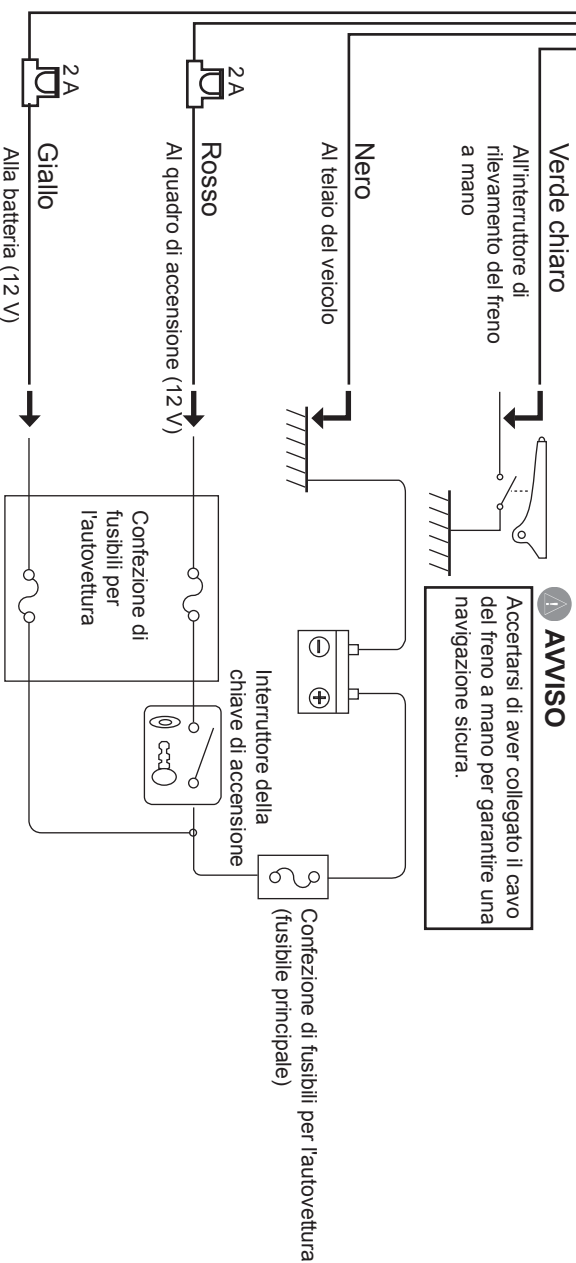 Verde chiaro
All'interruttore di
rilevamento del freno
a mano
AVVISO
Accertarsi di aver collegato il cavo
del freno a mano per garantire una
navigazione sicura.
Nero
Al telaio del veicolo
2 A
Rosso
Al quadro di accensione (12 V)
Interruttore della
chiave di accensione
Confezione di fusibili per l'autovettura
(fusibile principale)
2 A
Giallo
Alla batteria (12 V)
Confezione di
fusibili per
l'autovettura